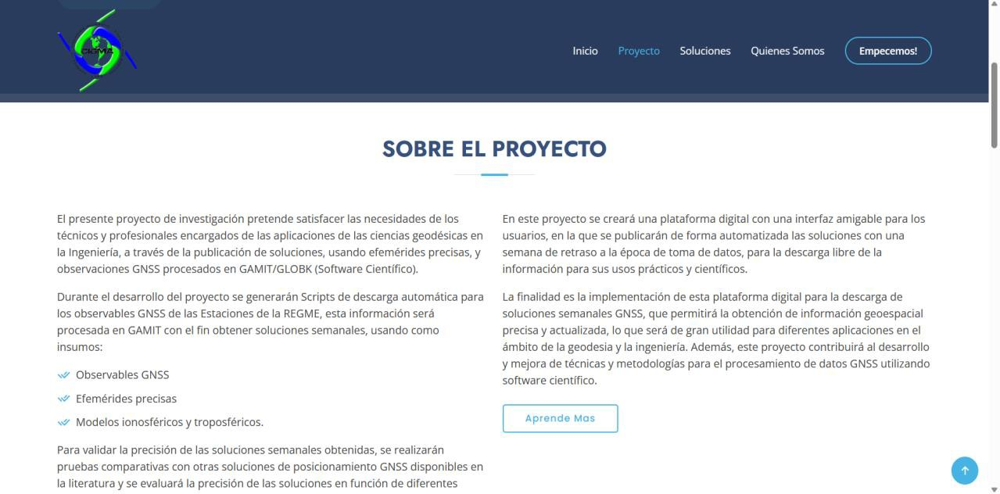 CIGMA
Inicio
Proyecto
Soluciones
Quienes Somos
Empecemos!
SOBRE EL PROYECTO
El presente proyecto de investigación pretende satisfacer las necesidades de los
técnicos y profesionales encargados de las aplicaciones de las ciencias geodésicas en
la Ingeniería, a través de la publicación de soluciones, usando efemérides precisas, y
observaciones GNSS procesados en GAMIT/GLOBK (Software Científico).
Durante el desarrollo del proyecto se generarán Scripts de descarga automática para
los observables GNSS de las Estaciones de la REGME, esta información será
procesada en GAMIT con el fin obtener soluciones semanales, usando como
insumos:
Observables GNSS
Efemérides precisas
Modelos ionosféricos y troposféricos.
Para validar la precisión de las soluciones semanales obtenidas, se realizarán
pruebas comparativas con otras soluciones de posicionamiento GNSS disponibles en
la literatura y se evaluará la precisión de las soluciones en función de diferentes
En este proyecto se creará una plataforma digital con una interfaz amigable para los
usuarios, en la que se publicarán de forma automatizada las soluciones con una
semana de retraso a la época de toma de datos, para la descarga libre de la
información para sus usos prácticos y científicos.
La finalidad es la implementación de esta plataforma digital para la descarga de
soluciones semanales GNSS, que permitirá la obtención de información geoespacial
precisa y actualizada, lo que será de gran utilidad para diferentes aplicaciones en el
ámbito de la geodesia y la ingeniería. Además, este proyecto contribuirá al desarrollo
y mejora de técnicas y metodologías para el procesamiento de datos GNSS utilizando
software científico.
Aprende Mas